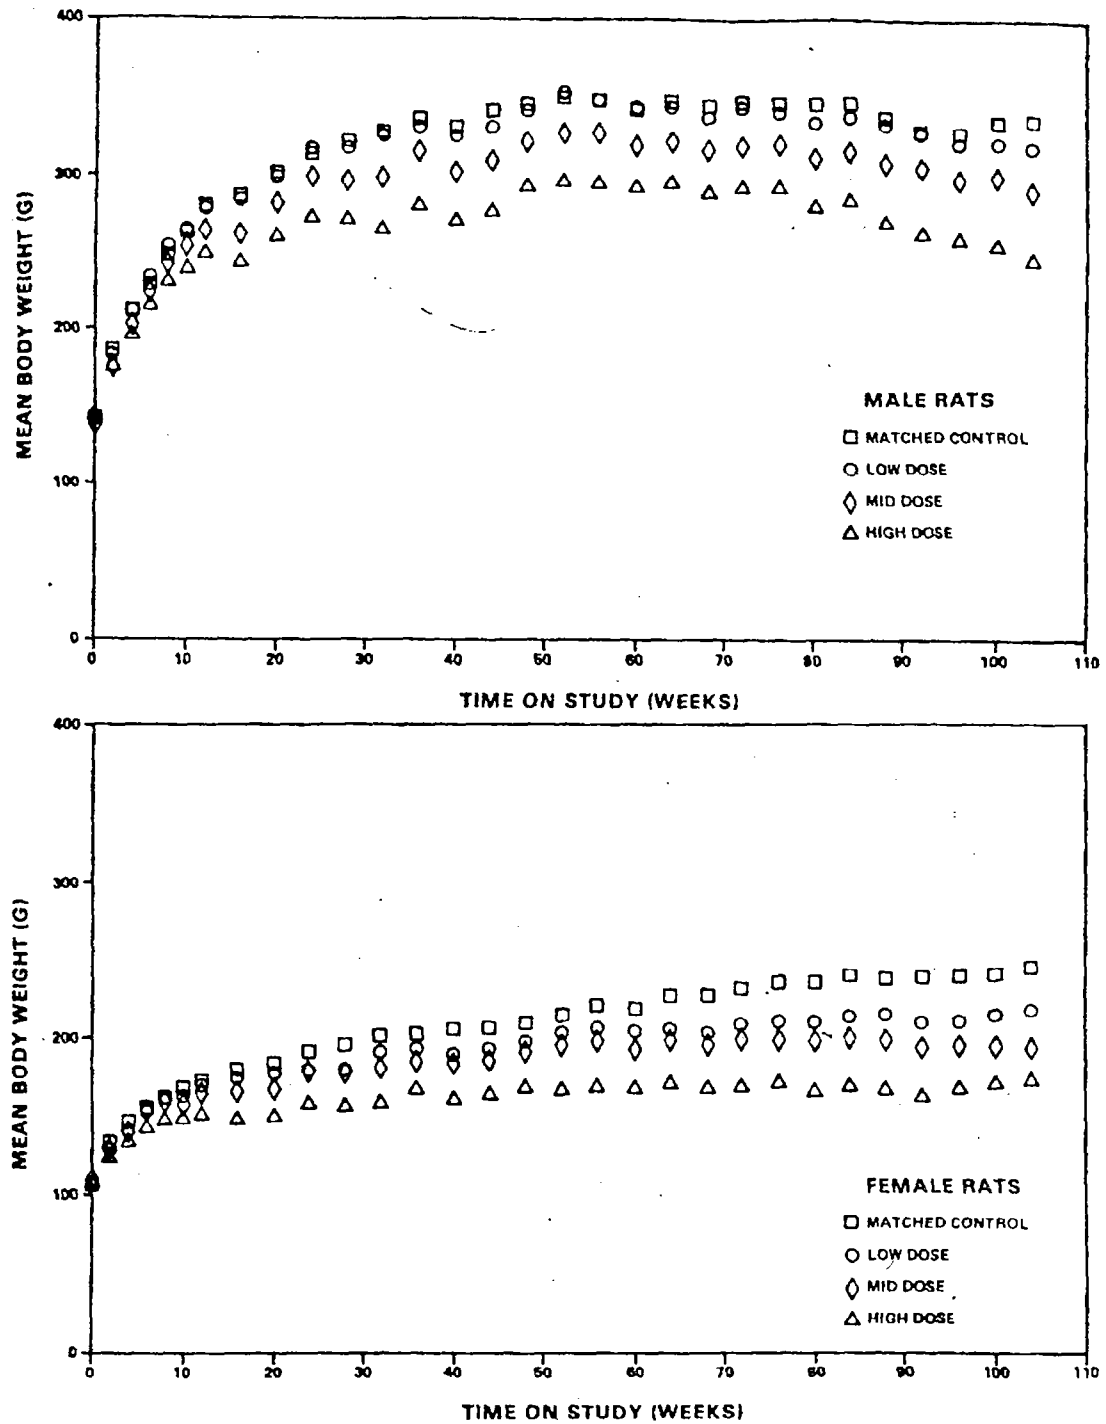 400
300
200
100
0
MEAN BODY WEIGHT (G)
MALE RATS
MATCHED CONTROL
LOW DOSE
MID DOSE
HIGH DOSE
0 10 20 30 40 50 60 70 80 90 100 110
TIME ON STUDY (WEEKS)
400
300
200
100
0
MEAN BODY WEIGHT (G)
FEMALE RATS
MATCHED CONTROL
LOW DOSE
MID DOSE
HIGH DOSE
0 10 20 30 40 50 60 70 80 90 100 110
TIME ON STUDY (WEEKS)